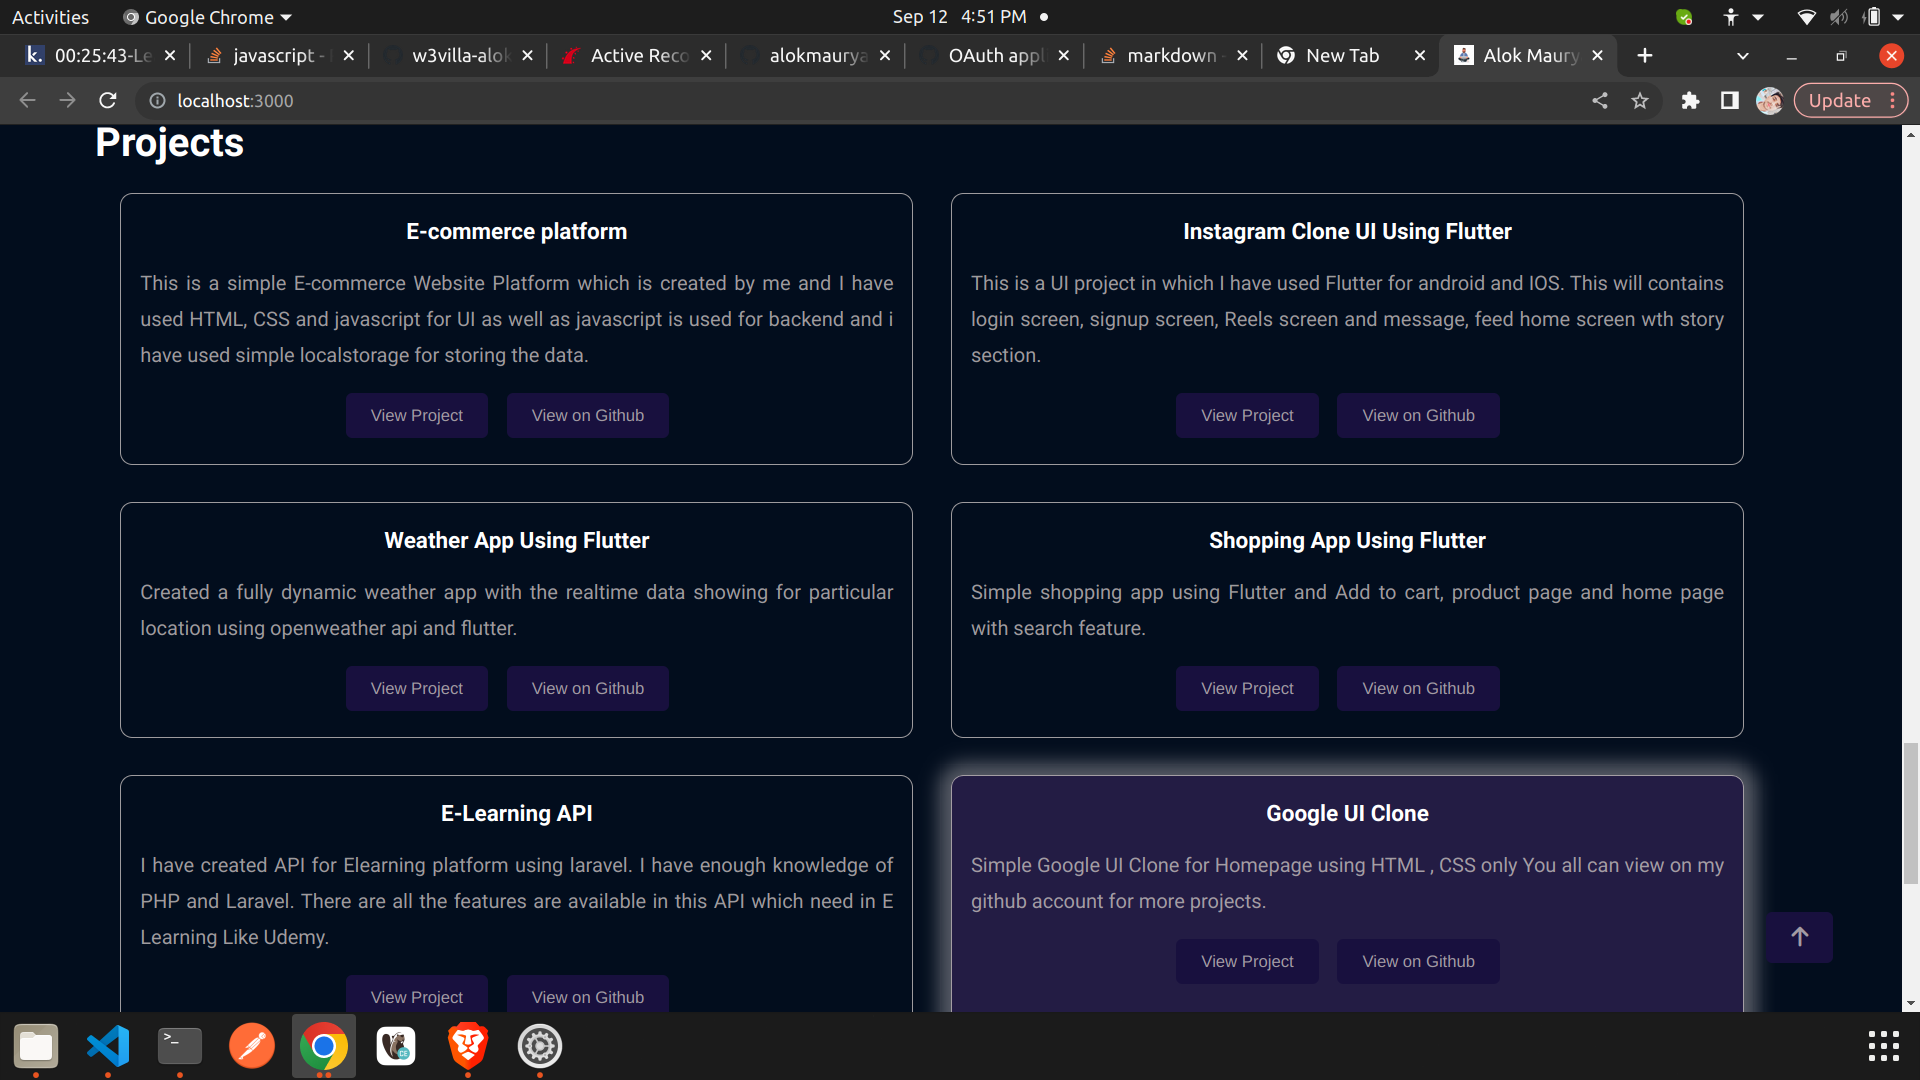 Activities
Google Chrome
Sep 12 4:51 PM
k. 00:25:43-Le
javascript -
w3villa-alok
Active Reco
alokmaurya
OAuth appl
markdown -
New Tab
Alok Maury
localhost:3000
Update
Projects
E-commerce platform
This is a simple E-commerce Website Platform which is created by me and I have
used HTML, CSS and javascript for UI as well as javascript is used for backend and i
have used simple localstorage for storing the data.
View Project
View on Github
Instagram Clone UI Using Flutter
This is a UI project in which I have used Flutter for android and IOS. This will contains
login screen, signup screen, Reels screen and message, feed home screen wth story
section.
View Project
View on Github
Weather App Using Flutter
Created a fully dynamic weather app with the realtime data showing for particular
location using openweather api and flutter.
View Project
View on Github
Shopping App Using Flutter
Simple shopping app using Flutter and Add to cart, product page and home page
with search feature.
View Project
View on Github
E-Learning API
I have created API for Elearning platform using laravel. I have enough knowledge of
PHP and Laravel. There are all the features are available in this API which need in E
Learning Like Udemy.
View Project
View on Github
Google UI Clone
Simple Google UI Clone for Homepage using HTML , CSS only You all can view on my
github account for more projects.
View Project
View on Github
>_
CE